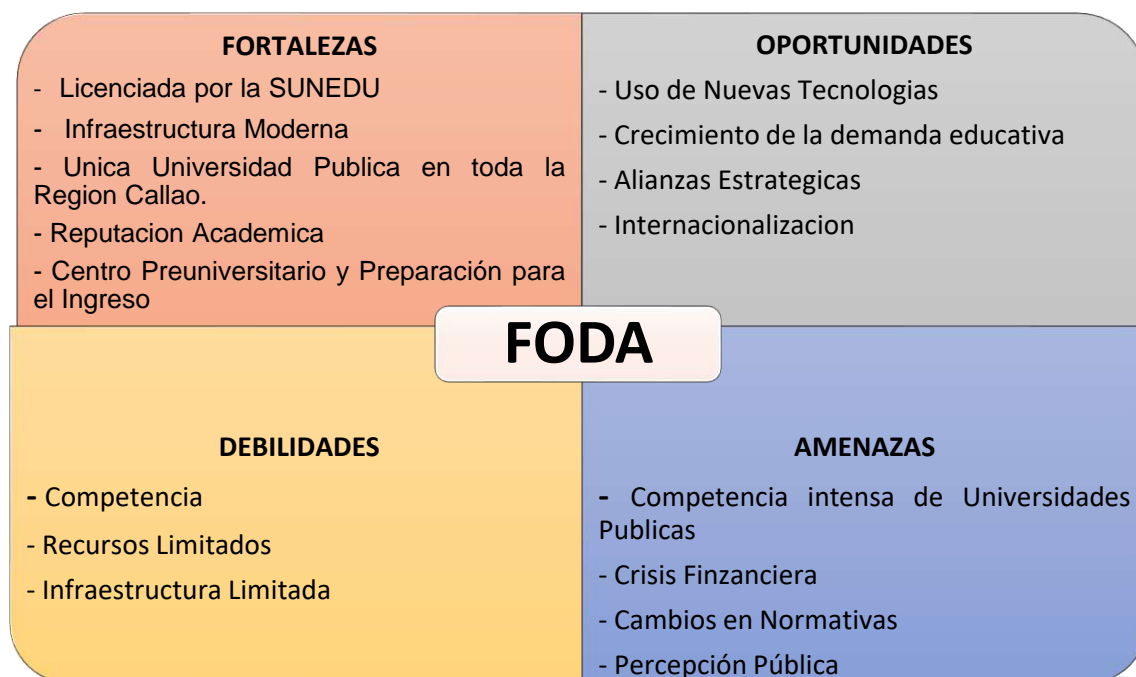 FORTALEZAS
- Licenciada por la SUNEDU
- Infraestructura Moderna
- Unica Universidad Publica en toda la
Region Callao.
- Reputacion Academica
- Centro Preuniversitario y Preparación para
el Ingreso
OPORTUNIDADES
- Uso de Nuevas Tecnologias
- Crecimiento de la demanda educativa
- Alianzas Estrategicas
- Internacionalizacion
FODA
DEBILIDADES
- Competencia
- Recursos Limitados
- Infraestructura Limitada
AMENAZAS
- Competencia intensa de Universidades
Publicas
- Crisis Finzanciera
- Cambios en Normativas
- Percepción Pública